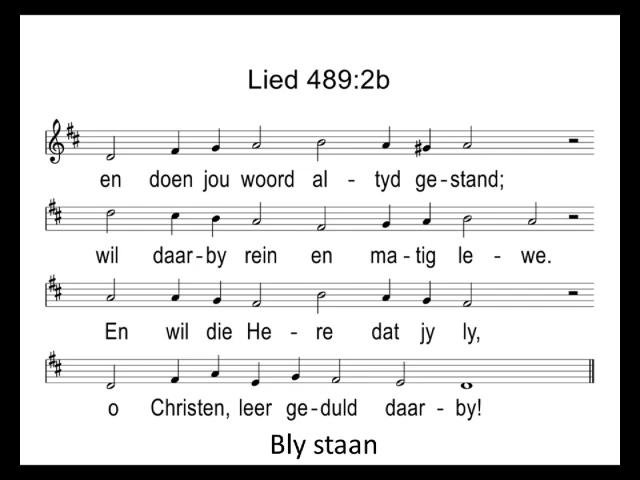 Lied 489:2b
en doen jou woord al - tyd ge - stand;
wil daar - by rein en ma - tig le - we.
En wil die He - re dat jy ly,
o Christen, leer ge - duld daar - by!
Bly staan